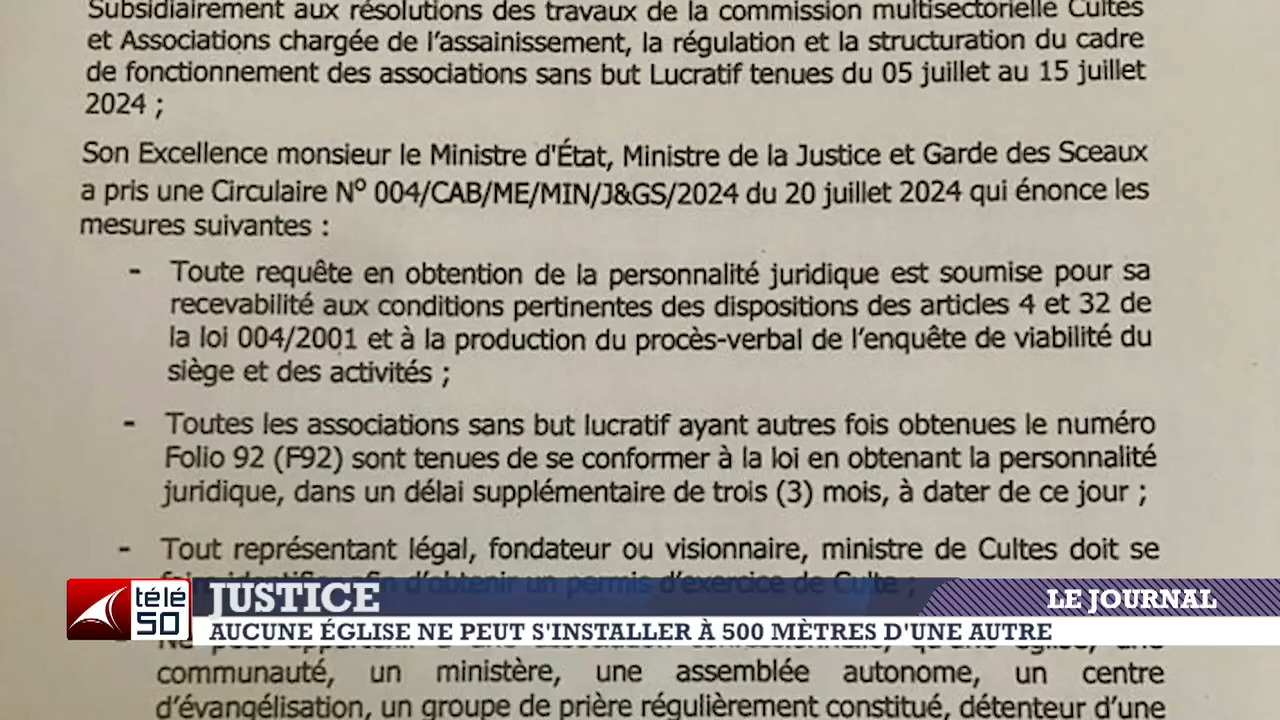 Subsidiairement aux résolutions des travaux de la commission multisectorielle Cultes
et Associations chargée de l'assainissement, la régulation et la structuration du cadre
de fonctionnement des associations sans but Lucratif tenues du 05 juillet au 15 juillet
2024 ;
Son Excellence monsieur le Ministre d'État, Ministre de la Justice et Garde des Sceaux
a pris une Circulaire Nº 004/CAB/ME/MIN/J&GS/2024 du 20 juillet 2024 qui énonce les
mesures suivantes :
- Toute requête en obtention de la personnalité juridique est soumise pour sa
recevabilité aux conditions pertinentes des dispositions des articles 4 et 32 de
la loi 004/2001 et à la production du procès-verbal de l'enquête de viabilité du
siège et des activités ;
- Toutes les associations sans but lucratif ayant autres fois obtenues le numéro
Folio 92 (F92) sont tenues de se conformer à la loi en obtenant la personnalité
juridique, dans un délai supplémentaire de trois (3) mois, à dater de ce jour ;
- Tout représentant légal, fondateur ou visionnaire, ministre de Cultes doit se
d'obtenir un permis d'exercice de Culte ;
télé 50
JUSTICE
LE JOURNAL
AUCUNE ÉGLISE NE PEUT S'INSTALLER À 500 MÈTRES D'UNE AUTRE
communauté, un ministère, une assemblée autonome, un centre
d'évangélisation, un groupe de prière régulièrement constitué, détenteur d'une